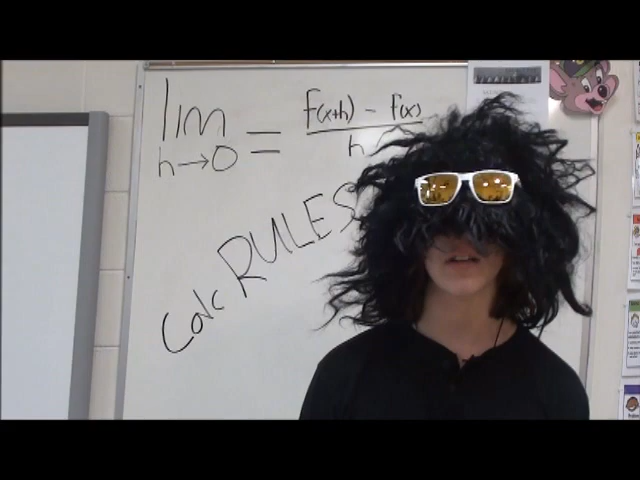 lim h→0 = f(x+h) - f(x) / h
Calc RULES